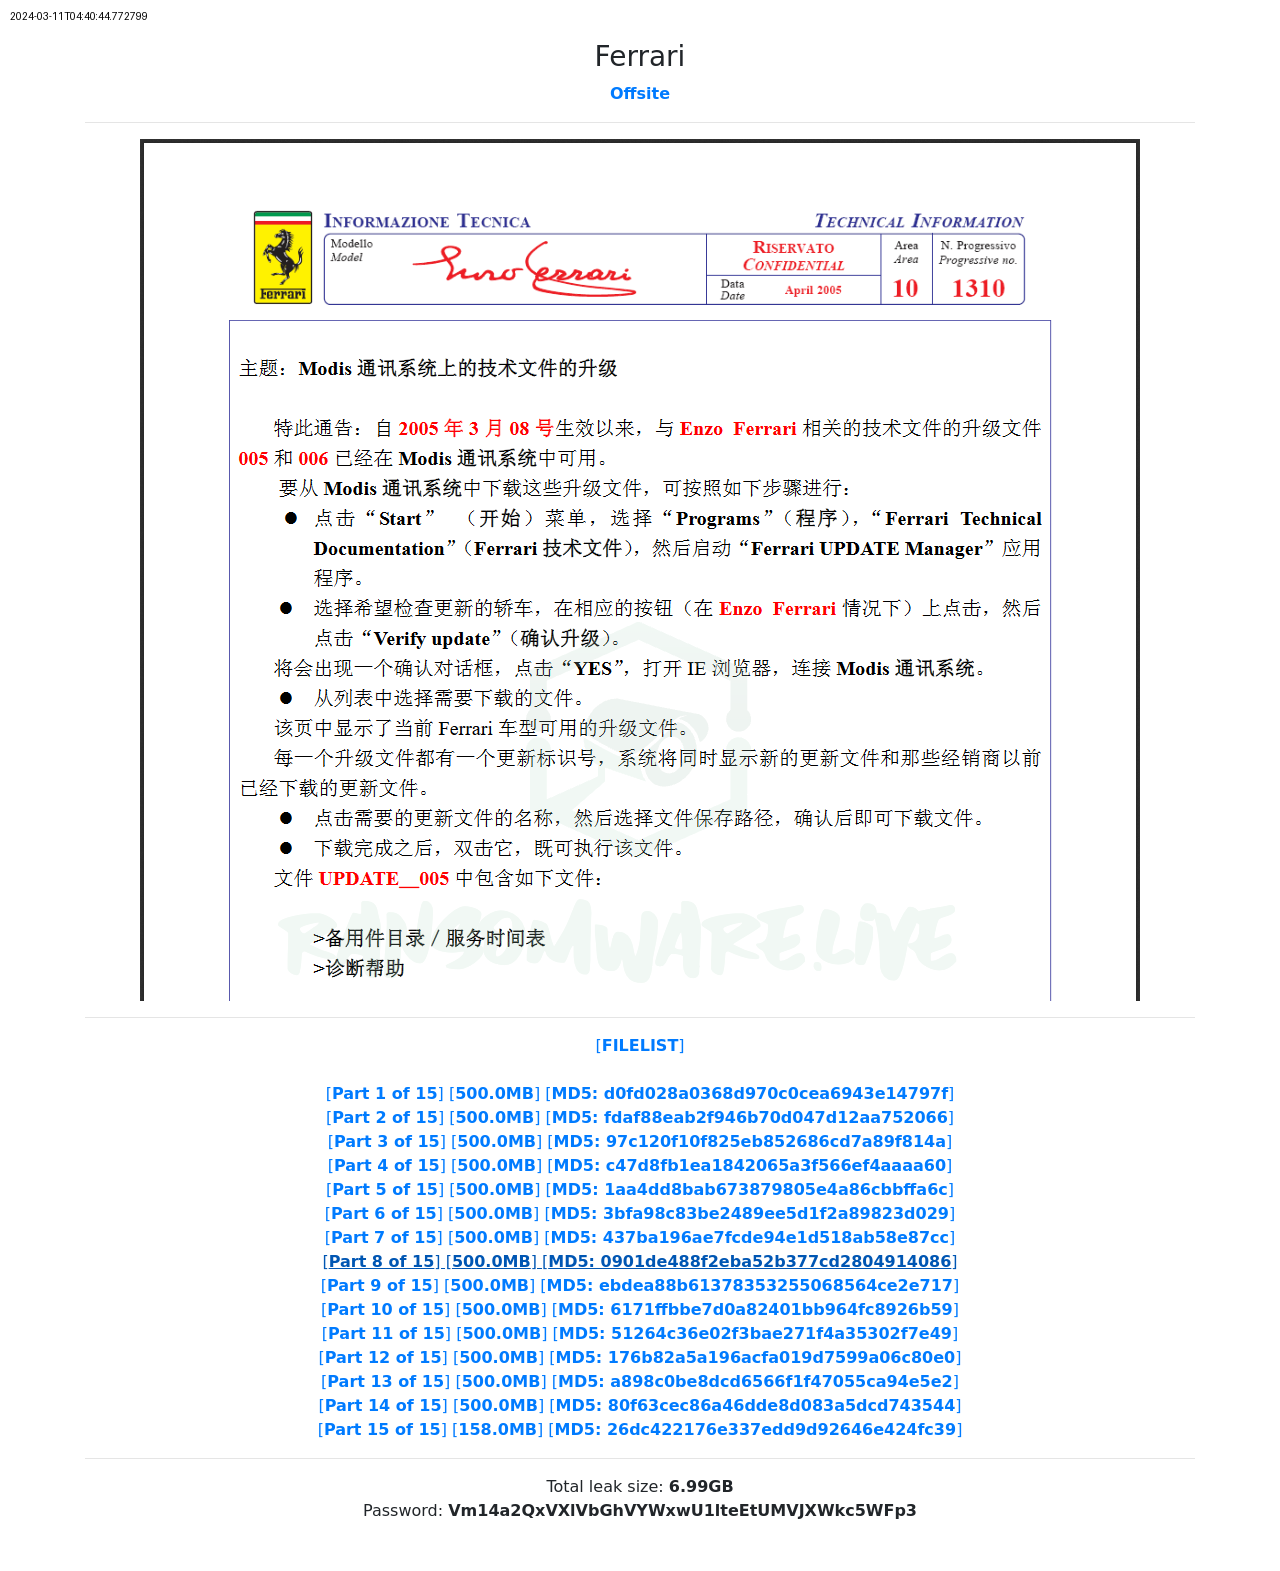 2024-03-11T04:40:44.772799
Ferrari
Offsite
INFORMAZIONE TECNICA
TECHNICAL INFORMATION
Ferrari
Modello
Model
Enzo Ferrari
RISERVATO
CONFIDENTIAL
Data
Date
April 2005
Area
Area
10
N. Progressivo
Progressive no.
1310
主题：Modis 通讯系统上的技术文件的升级
特此通告：自 2005 年 3 月 08 号生效以来，与 Enzo Ferrari 相关的技术文件的升级文件
005 和 006 已经在 Modis 通讯系统中可用。
要从 Modis 通讯系统中下载这些升级文件，可按照如下步骤进行：
● 点击“Start” （开始）菜单，选择“Programs”（程序），“Ferrari Technical
Documentation”（Ferrari 技术文件），然后启动“Ferrari UPDATE Manager”应用
程序。
● 选择希望检查更新的轿车，在相应的按钮（在 Enzo Ferrari 情况下）上点击，然后
点击“Verify update”（确认升级）。
将会出现一个确认对话框，点击“YES”，打开 IE 浏览器，连接 Modis 通讯系统。
● 从列表中选择需要下载的文件。
该页中显示了当前 Ferrari 车型可用的升级文件。
每一个升级文件都有一个更新标识号，系统将同时显示新的更新文件和那些经销商以前
已经下载的更新文件。
● 点击需要的更新文件的名称，然后选择文件保存路径，确认后即可下载文件。
● 下载完成之后，双击它，既可执行该文件。
文件 UPDATE__005 中包含如下文件：
RANSOMWARE.LIVE
>备用件目录 / 服务时间表
>诊断帮助
[FILELIST]
[Part 1 of 15] [500.0MB] [MD5: d0fd028a0368d970c0cea6943e14797f]
[Part 2 of 15] [500.0MB] [MD5: fdaf88eab2f946b70d047d12aa752066]
[Part 3 of 15] [500.0MB] [MD5: 97c120f10f825eb852686cd7a89f814a]
[Part 4 of 15] [500.0MB] [MD5: c47d8fb1ea1842065a3f566ef4aaaa60]
[Part 5 of 15] [500.0MB] [MD5: 1aa4dd8bab673879805e4a86cbbffa6c]
[Part 6 of 15] [500.0MB] [MD5: 3bfa98c83be2489ee5d1f2a89823d029]
[Part 7 of 15] [500.0MB] [MD5: 437ba196ae7fcde94e1d518ab58e87cc]
[Part 8 of 15] [500.0MB] [MD5: 0901de488f2eba52b377cd2804914086]
[Part 9 of 15] [500.0MB] [MD5: ebdea88b61378353255068564ce2e717]
[Part 10 of 15] [500.0MB] [MD5: 6171ffbbe7d0a82401bb964fc8926b59]
[Part 11 of 15] [500.0MB] [MD5: 51264c36e02f3bae271f4a35302f7e49]
[Part 12 of 15] [500.0MB] [MD5: 176b82a5a196acfa019d7599a06c80e0]
[Part 13 of 15] [500.0MB] [MD5: a898c0be8dcd6566f1f47055ca94e5e2]
[Part 14 of 15] [500.0MB] [MD5: 80f63cec86a46dde8d083a5dcd743544]
[Part 15 of 15] [158.0MB] [MD5: 26dc422176e337edd9d92646e424fc39]
Total leak size: 6.99GB
Password: Vm14a2QxVXlVbGhVYWxwU1lteEtUMVJXWkc5WFp3